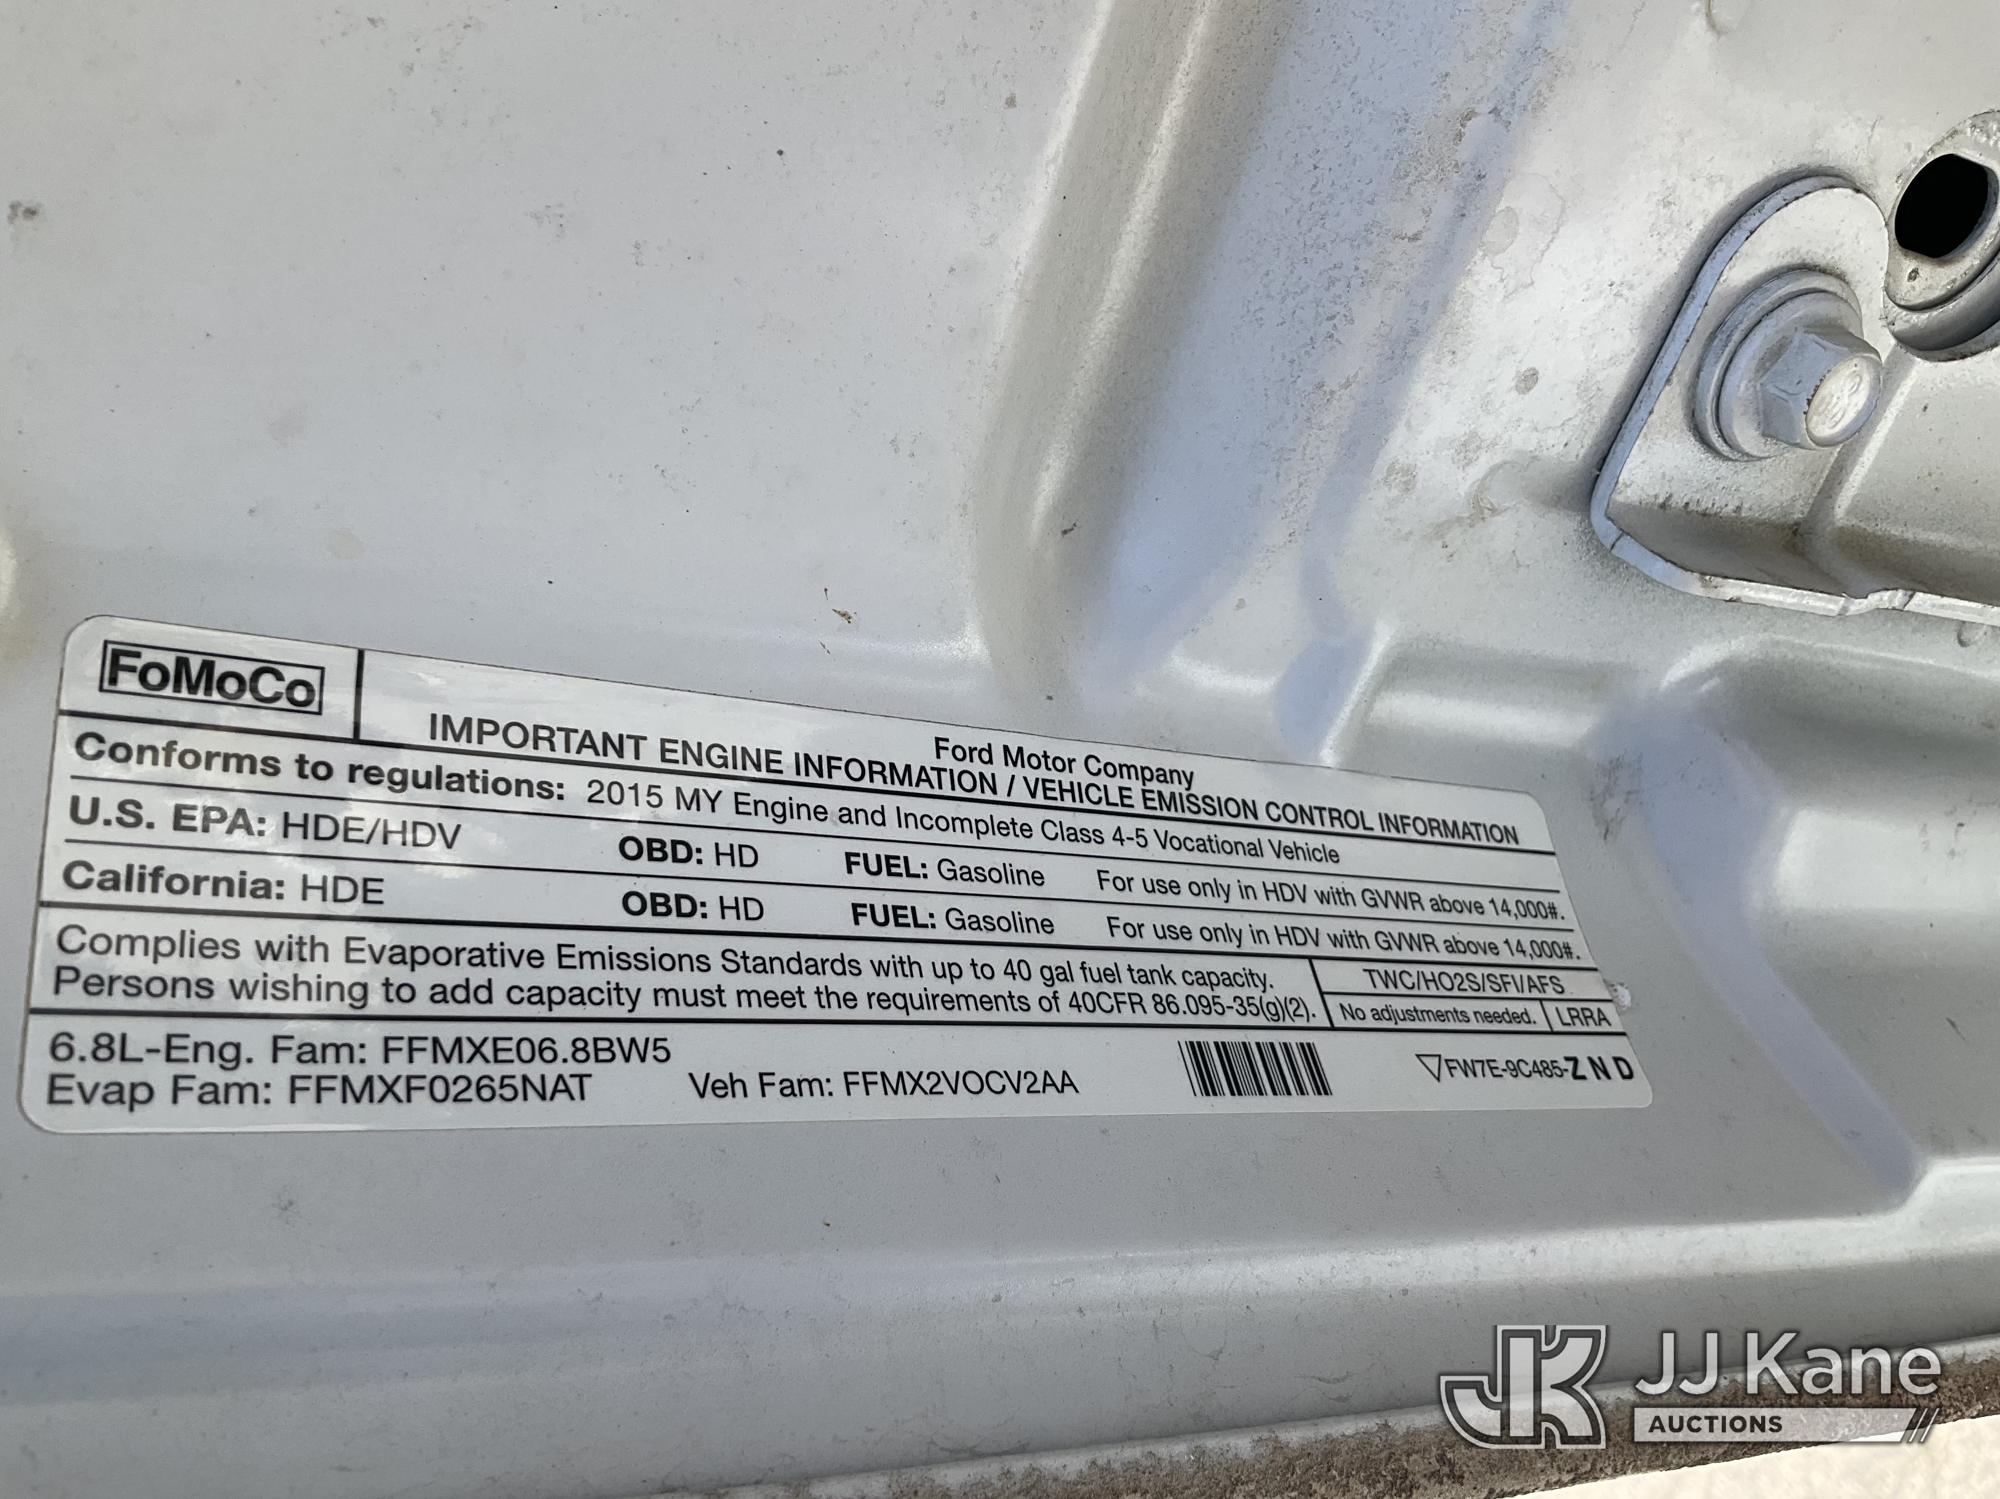 FoMoCo
Ford Motor Company
IMPORTANT ENGINE INFORMATION / VEHICLE EMISSION CONTROL INFORMATION
Conforms to regulations: 2015 MY Engine and Incomplete Class 4-5 Vocational Vehicle
U.S. EPA: HDE/HDV OBD: HD FUEL: Gasoline For use only in HDV with GVWR above 14,000#.
California: HDE OBD: HD FUEL: Gasoline For use only in HDV with GVWR above 14,000#.
Complies with Evaporative Emissions Standards with up to 40 gal fuel tank capacity.
Persons wishing to add capacity must meet the requirements of 40CFR 86.095-35(g)(2).
TWC/HO2S/SFI/AFS
No adjustments needed. LRRA
6.8L-Eng. Fam: FFMXE06.8BW5
Evap Fam: FFMXF0265NAT Veh Fam: FFMX2VOCV2AA
FW7E-9C485-Z N D
JK JJ Kane
AUCTIONS